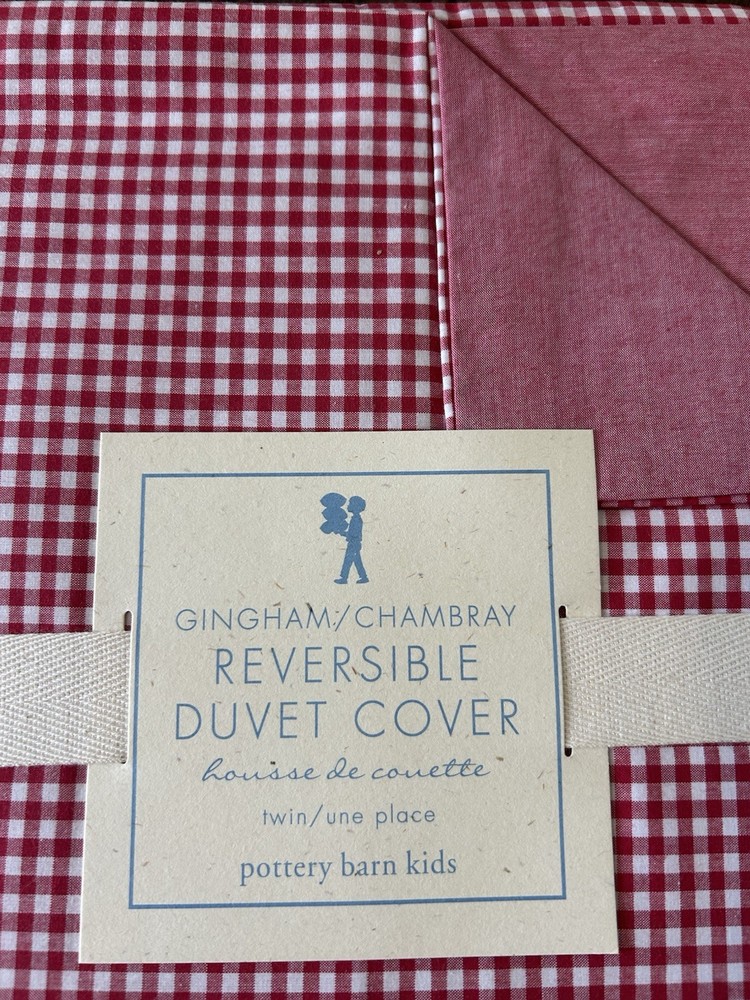 GINGHAM/CHAMBRAY
REVERSIBLE
DUVET COVER
housse de couette
twin/une place
pottery barn kids